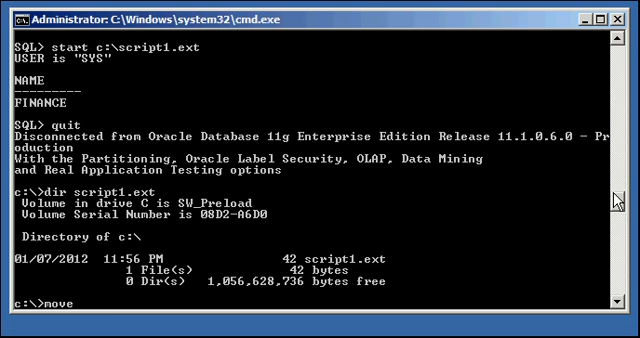 Administrator: C:\Windows\system32\cmd.exe
SQL> start c:\script1.ext
USER is "SYS"
NAME
---------
FINANCE
SQL> quit
Disconnected from Oracle Database 11g Enterprise Edition Release 11.1.0.6.0 - Pr
oduction
With the Partitioning, Oracle Label Security, OLAP, Data Mining
and Real Application Testing options
c:\>dir script1.ext
Volume in drive C is SW_Preload
Volume Serial Number is 08D2-A6D0
Directory of c:\
01/07/2012  11:56 PM                42 script1.ext
1 File(s)             42 bytes
0 Dir(s)   1,056,628,736 bytes free
c:\>move